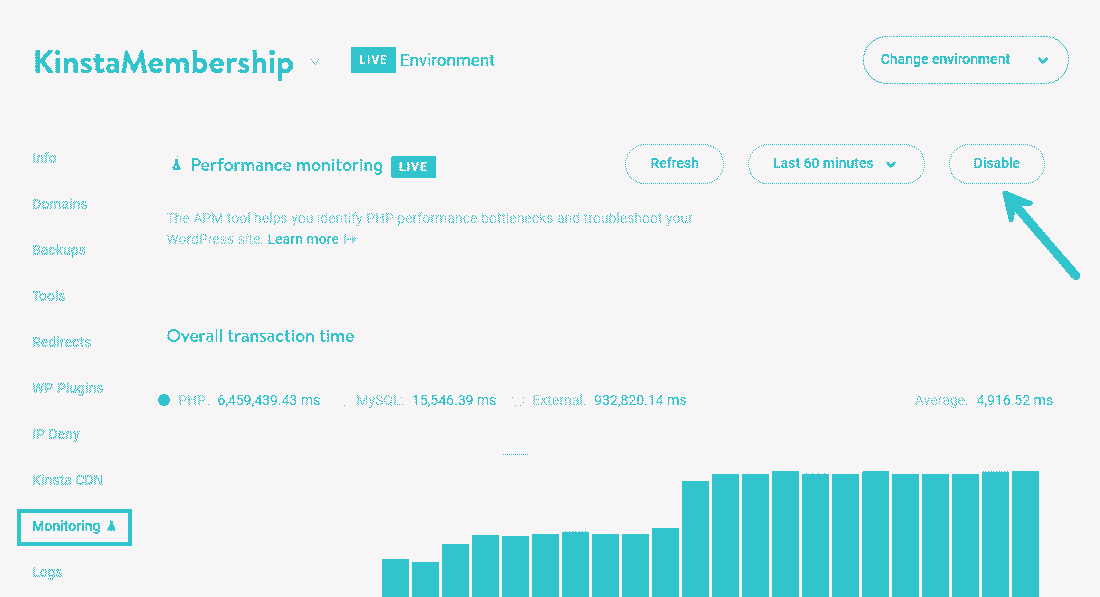 KinstaMembership
LIVE Environment
Change environment
Info
Domains
Backups
Tools
Redirects
WP Plugins
IP Deny
Kinsta CDN
Monitoring
Logs
Performance monitoring LIVE
Refresh
Last 60 minutes
Disable
The APM tool helps you identify PHP performance bottlenecks and troubleshoot your
WordPress site. Learn more
Overall transaction time
PHP: 6,459,439.43 ms MySQL: 15,546.39 ms External: 932,820.14 ms Average: 4,916.52 ms